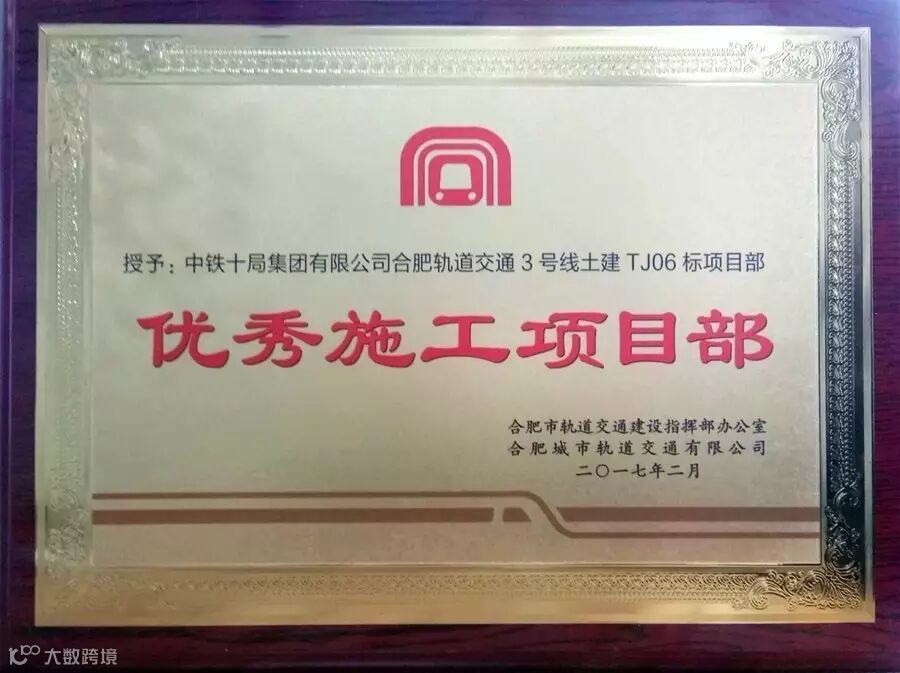 授予：中铁十局集团有限公司合肥轨道交通3号线土建TJ06标项目部
优秀施工项目部
合肥市轨道交通建设指挥部办公室
合肥城市轨道交通有限公司
二〇一七年二月
大数跨境